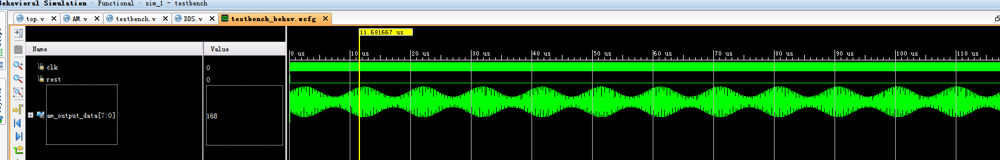 Behavioral Simulation - Functional - sim_1 - testbench
top.v AM.v testbench.v DDS.v testbench_behav.wcfg
11.681667 us
Name Value
0 us 10 us 20 us 30 us 40 us 50 us 60 us 70 us 80 us 90 us 100 us 110 us
clk 0
rest 0
am_output_data[7:0] 168